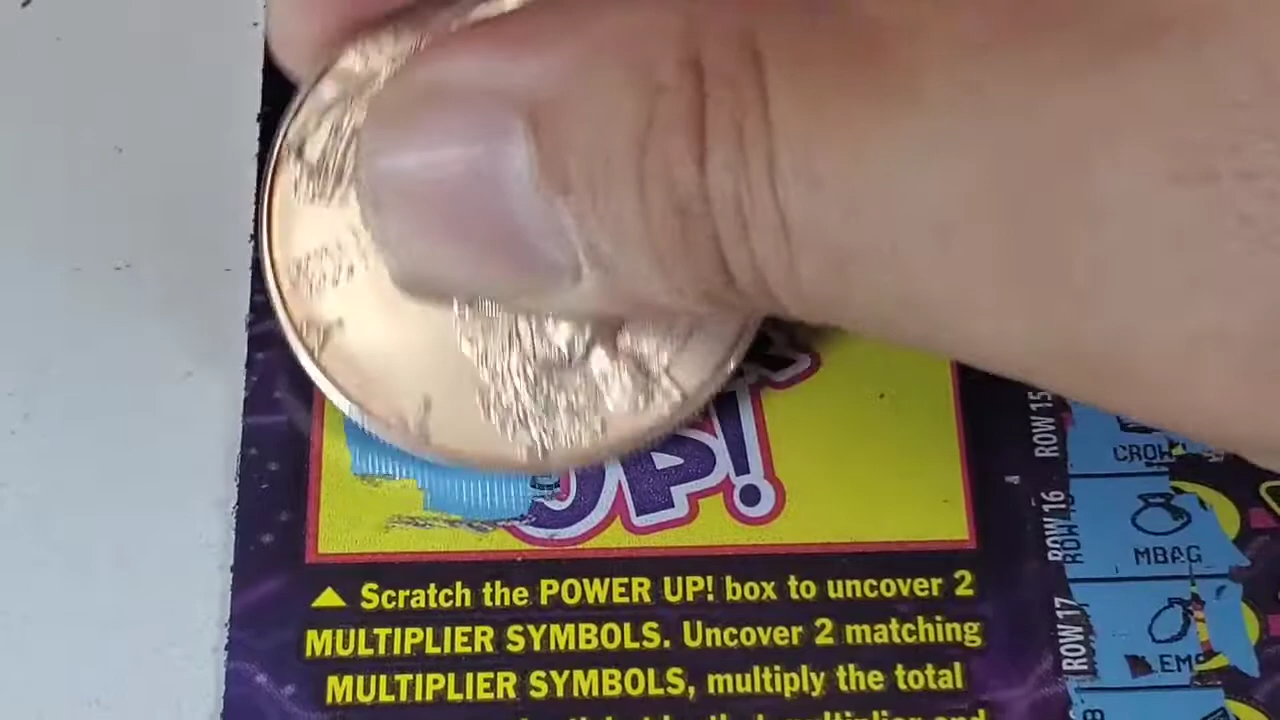 UP!
ROW 15
ROW 16
MBAG
ROW 17
▲ Scratch the POWER UP! box to uncover 2
MULTIPLIER SYMBOLS. Uncover 2 matching
MULTIPLIER SYMBOLS, multiply the total